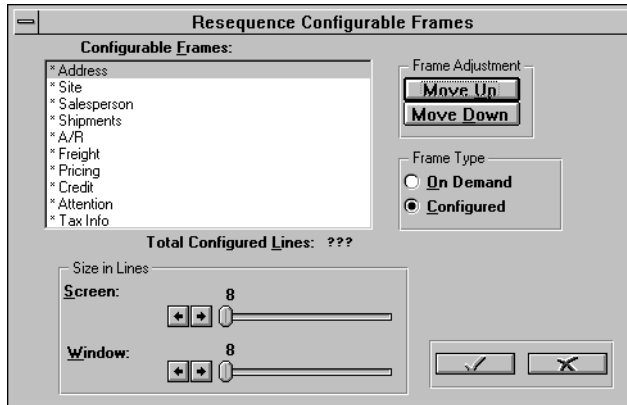 Resequence Configurable Frames
Configurable Frames:
* Address
* Site
* Salesperson
* Shipments
* A/R
* Freight
* Pricing
* Credit
* Attention
* Tax Info
Total Configured Lines: ???
Frame Adjustment
Move Up
Move Down
Frame Type
On Demand
Configured
Size in Lines
Screen:
8
Window:
8